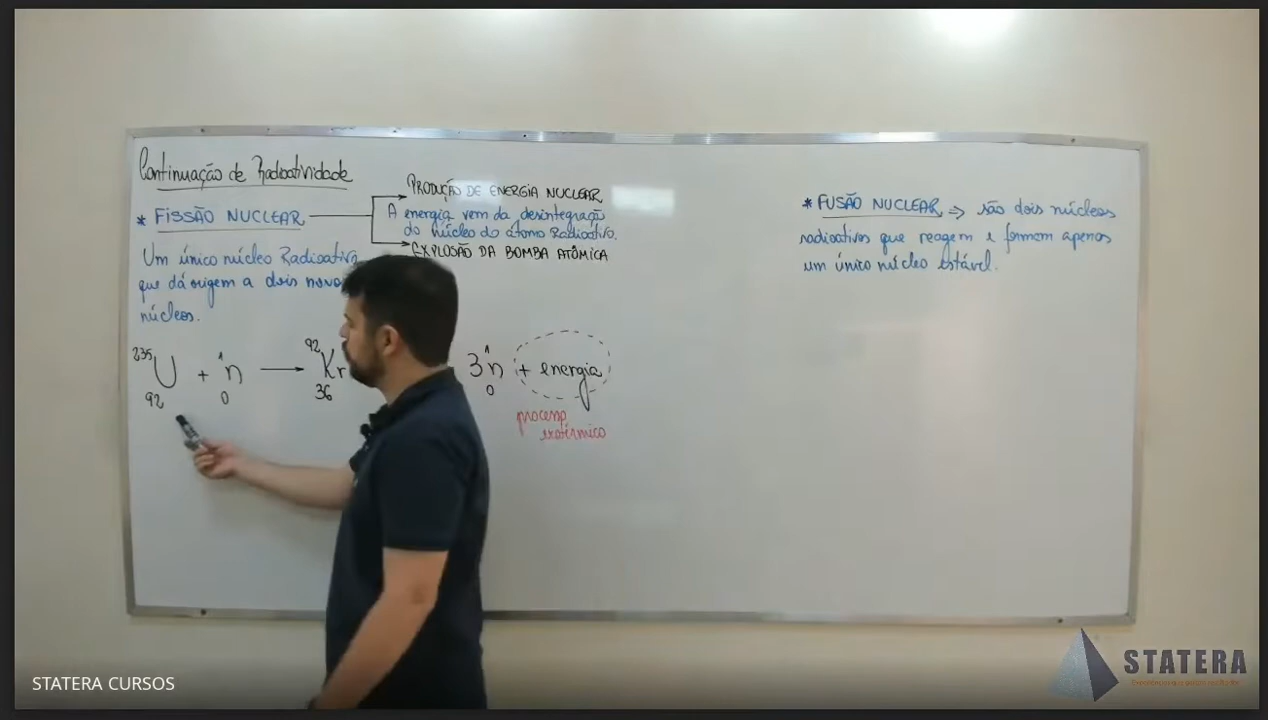 Continuação de Radioatividade
* FISSÃO NUCLEAR
PRODUÇÃO DE ENERGIA NUCLEAR
A energia vem da desintegração
do núcleo do átomo Radioativo.
EXPLOSÃO DA BOMBA ATÔMICA
Um único núcleo Radioativo
que dá origem a dois novos
núcleos.
235 92 U + 1 0 n → 92 36 Kr 3 1 0 n + energia
processo
exotérmico
* FUSÃO NUCLEAR => são dois núcleos
radioativos que reagem e formam apenas
um único núcleo estável.
STATERA CURSOS
STATERA